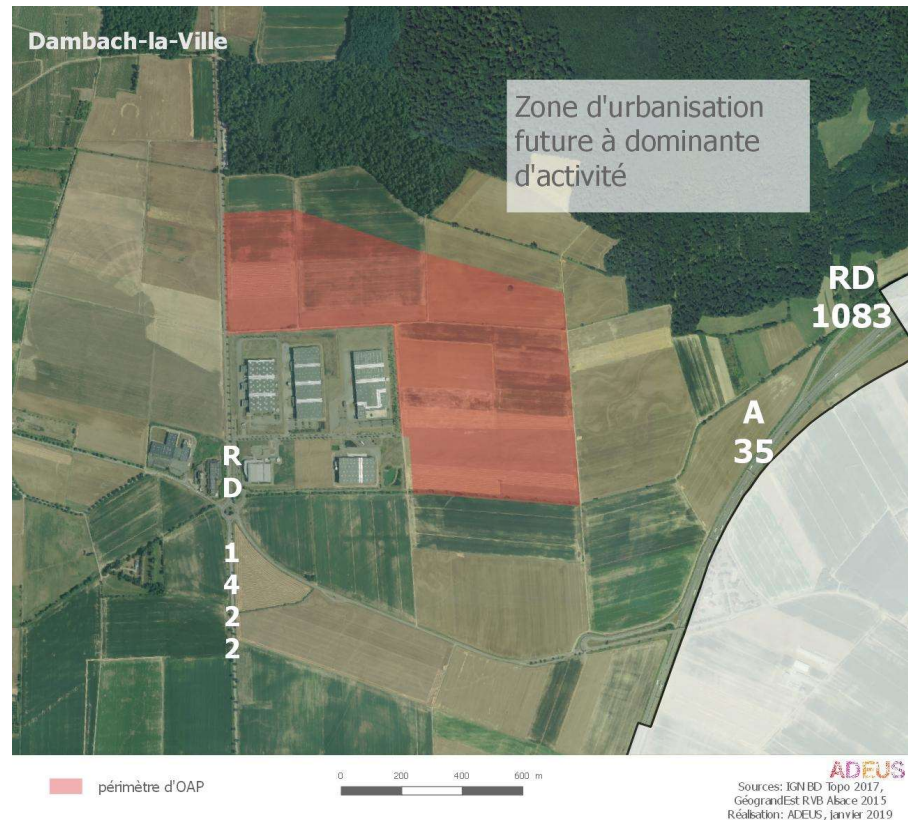 Dambach-la-Ville
Zone d'urbanisation
future à dominante
d'activité
RD
1083
A
35
R
D
1
4
2
2
périmètre d'OAP
0 200 400 600 m
ADEUS
Sources: IGN BD Topo 2017,
GéograndEst RVB Alsace 2015
Réalisation: ADEUS, janvier 2019